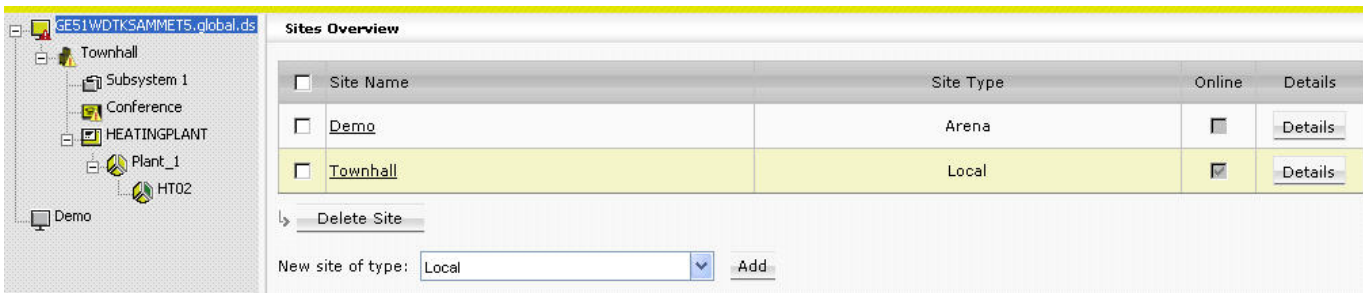 GE51WDTKSAMMET5.global.ds
Townhall
Subsystem 1
Conference
HEATINGPLANT
Plant_1
HT02
Demo
Sites Overview
Site Name Site Type Online Details
Demo Arena Details
Townhall Local Details
Delete Site
New site of type: Local Add